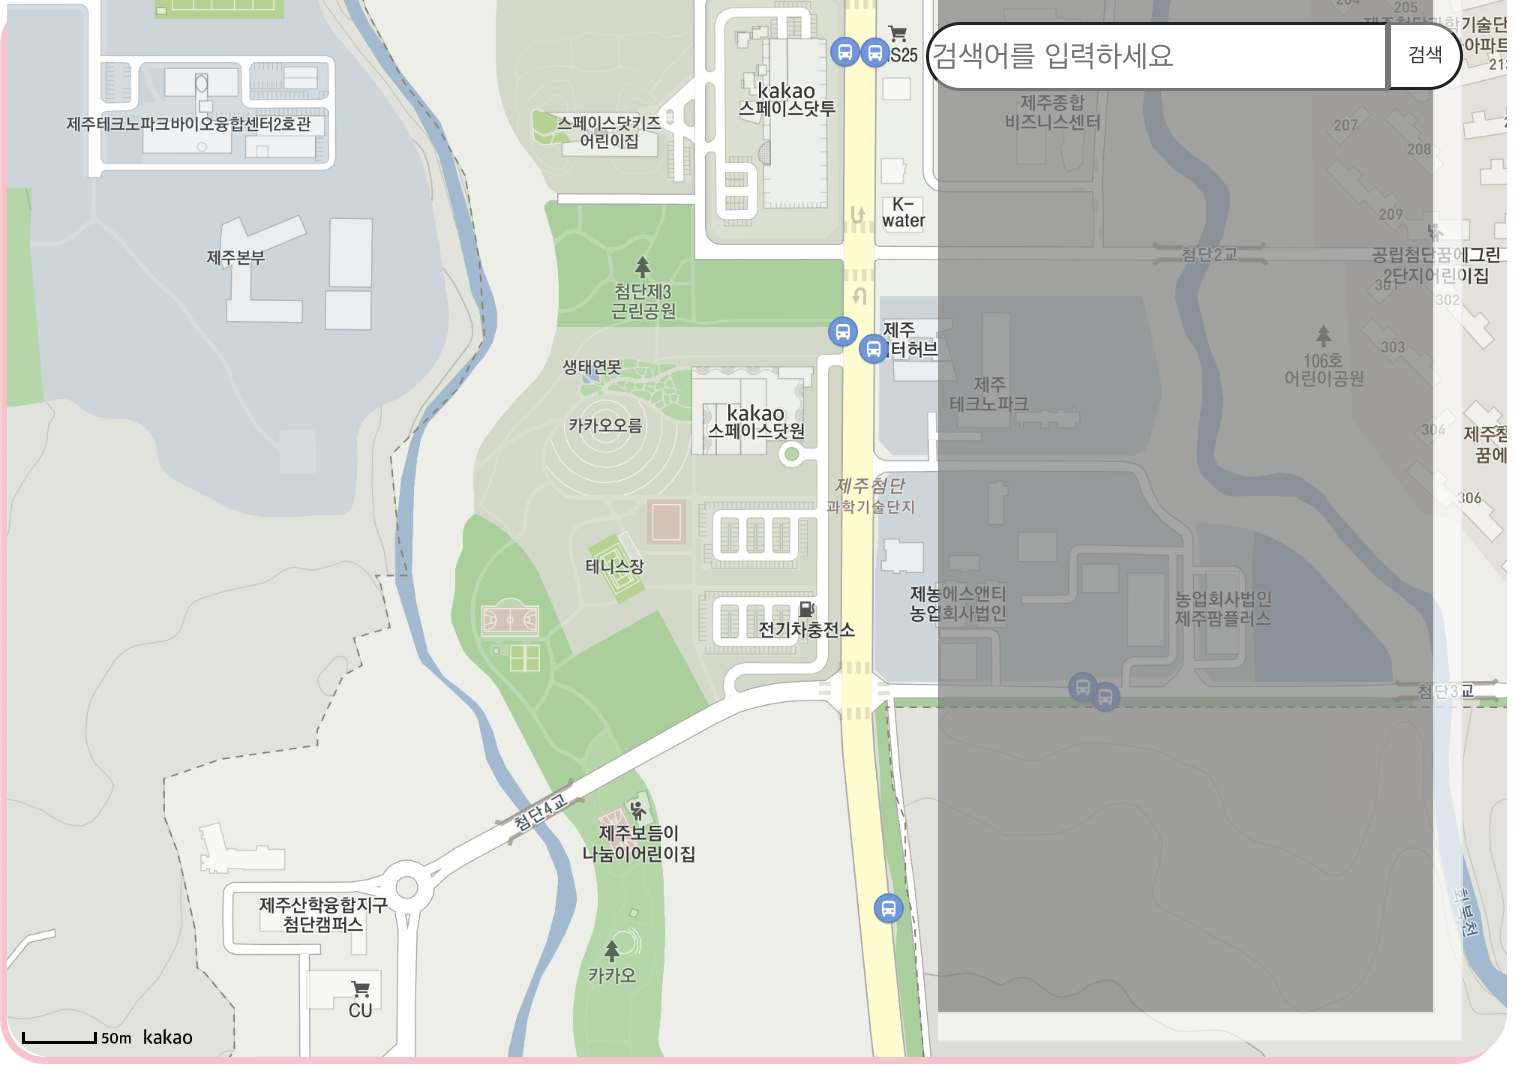 205
기술단
아파트
213
검색어를 입력하세요
검색
S25
kakao
스페이스닷투
제주종합
비즈니스센터
207
208
제주테크노파크바이오융합센터2호관
스페이스닷키즈
어린이집
K-
water
209
제주본부
첨단2교
공립첨단꿈에그린
2단지어린이집
302
첨단제3
근린공원
제주
터허브
303
106호
어린이공원
생태연못
제주
테크노파크
kakao
스페이스닷원
카카오오름
304
꿈에
제주첨단
과학기술단지
306
테니스장
제농에스앤티
농업회사법인
농업회사법인
제주팜플러스
전기차충전소
첨단3교
첨단4교
제주보듬이
나눔이어린이집
제주산학융합지구
첨단캠퍼스
카카오
CU
50m kakao